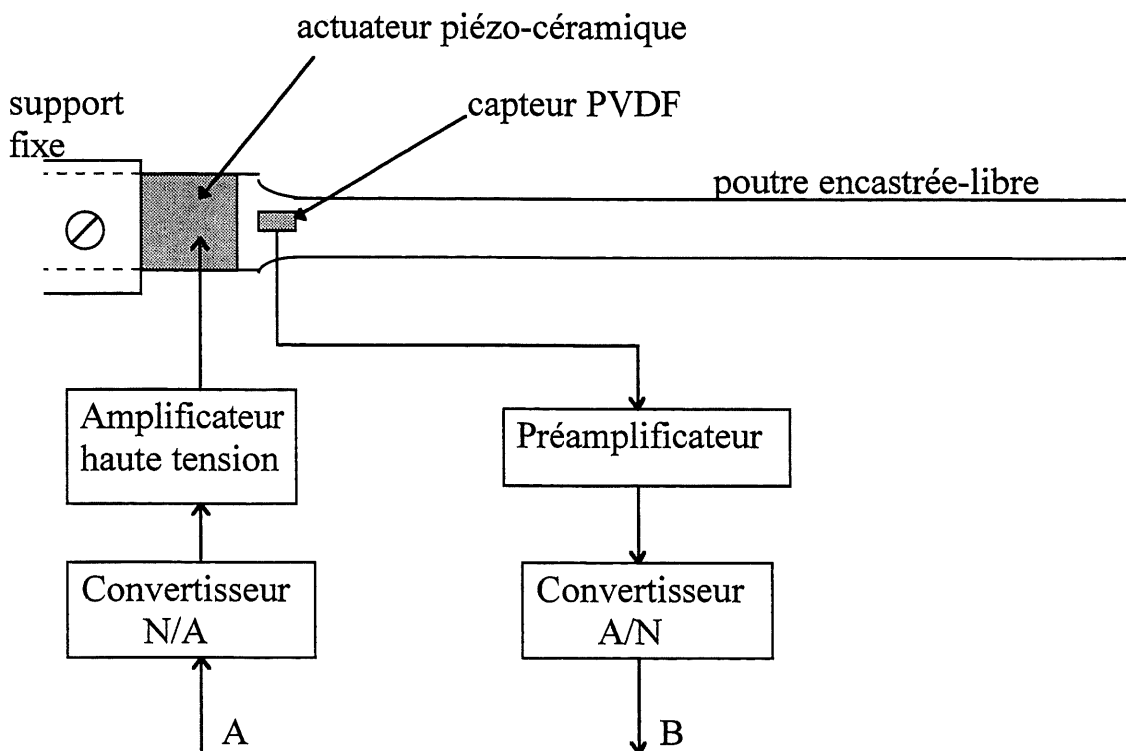 actuateur piézo-céramique
capteur PVDF
support
fixe
poutre encastrée-libre
Amplificateur
haute tension
Préamplificateur
Convertisseur
N/A
Convertisseur
A/N
A
B